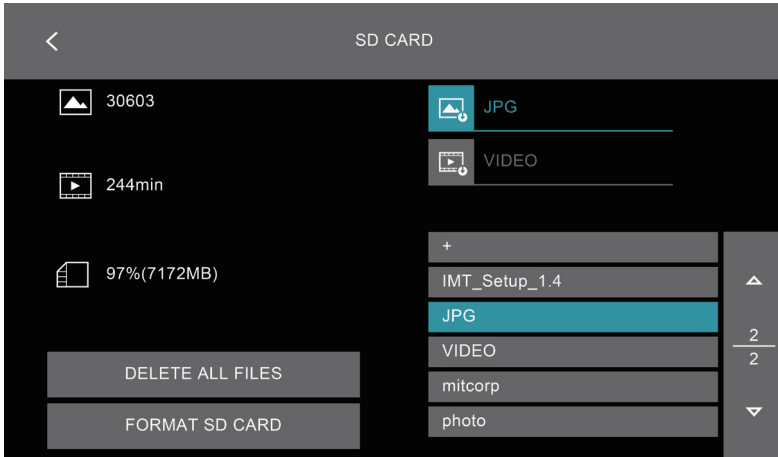 SD CARD
30603
244min
97%(7172MB)
DELETE ALL FILES
FORMAT SD CARD
JPG
VIDEO
+
IMT_Setup_1.4
JPG
VIDEO
mitcorp
photo
2
2